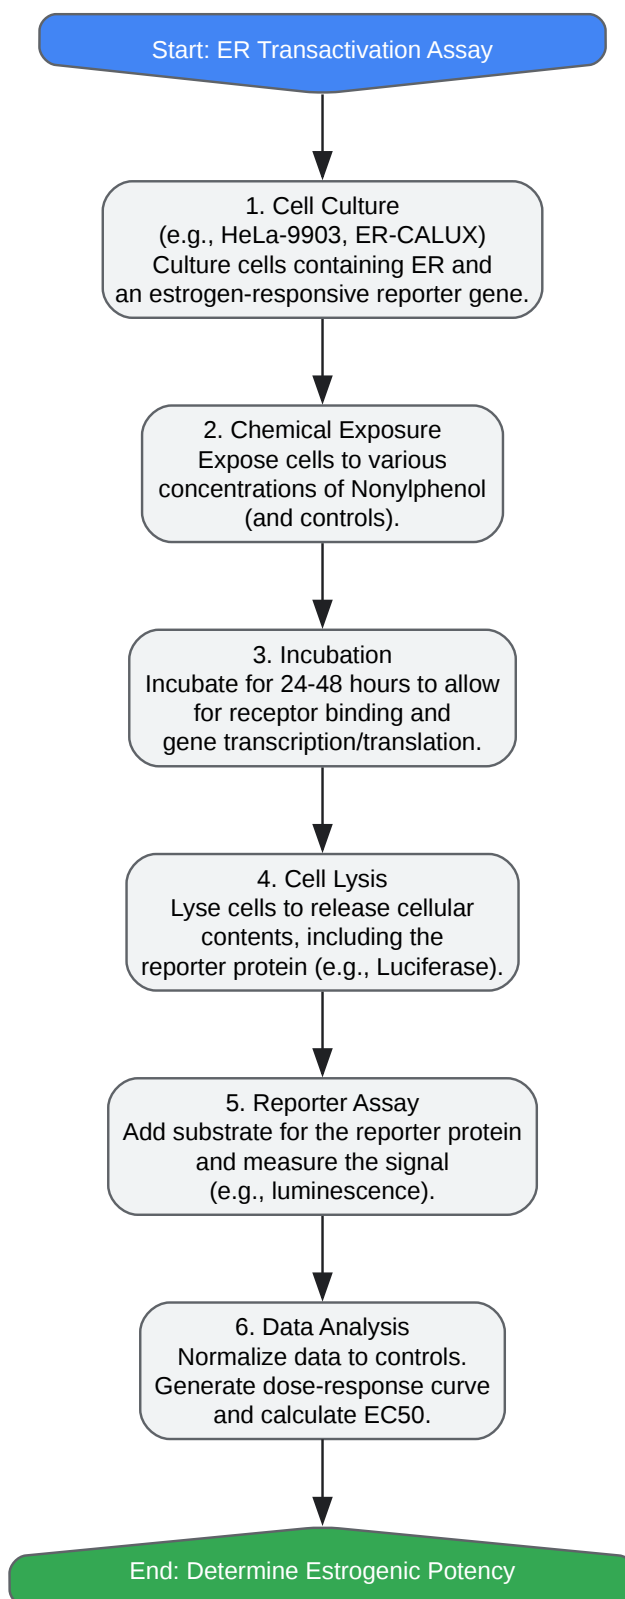 Start: ER Transactivation Assay
1. Cell Culture
(e.g., HeLa-9903, ER-CALUX)
Culture cells containing ER and
an estrogen-responsive reporter gene.
2. Chemical Exposure
Expose cells to various
concentrations of Nonylphenol
(and controls).
3. Incubation
Incubate for 24-48 hours to allow
for receptor binding and
gene transcription/translation.
4. Cell Lysis
Lyse cells to release cellular
contents, including the
reporter protein (e.g., Luciferase).
5. Reporter Assay
Add substrate for the reporter protein
and measure the signal
(e.g., luminescence).
6. Data Analysis
Normalize data to controls.
Generate dose-response curve
and calculate EC50.
End: Determine Estrogenic Potency